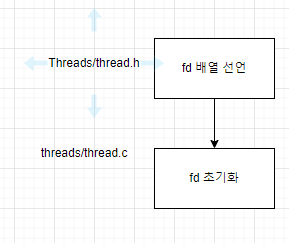 Threads/thread.h
fd 배열 선언
threads/thread.c
fd 초기화